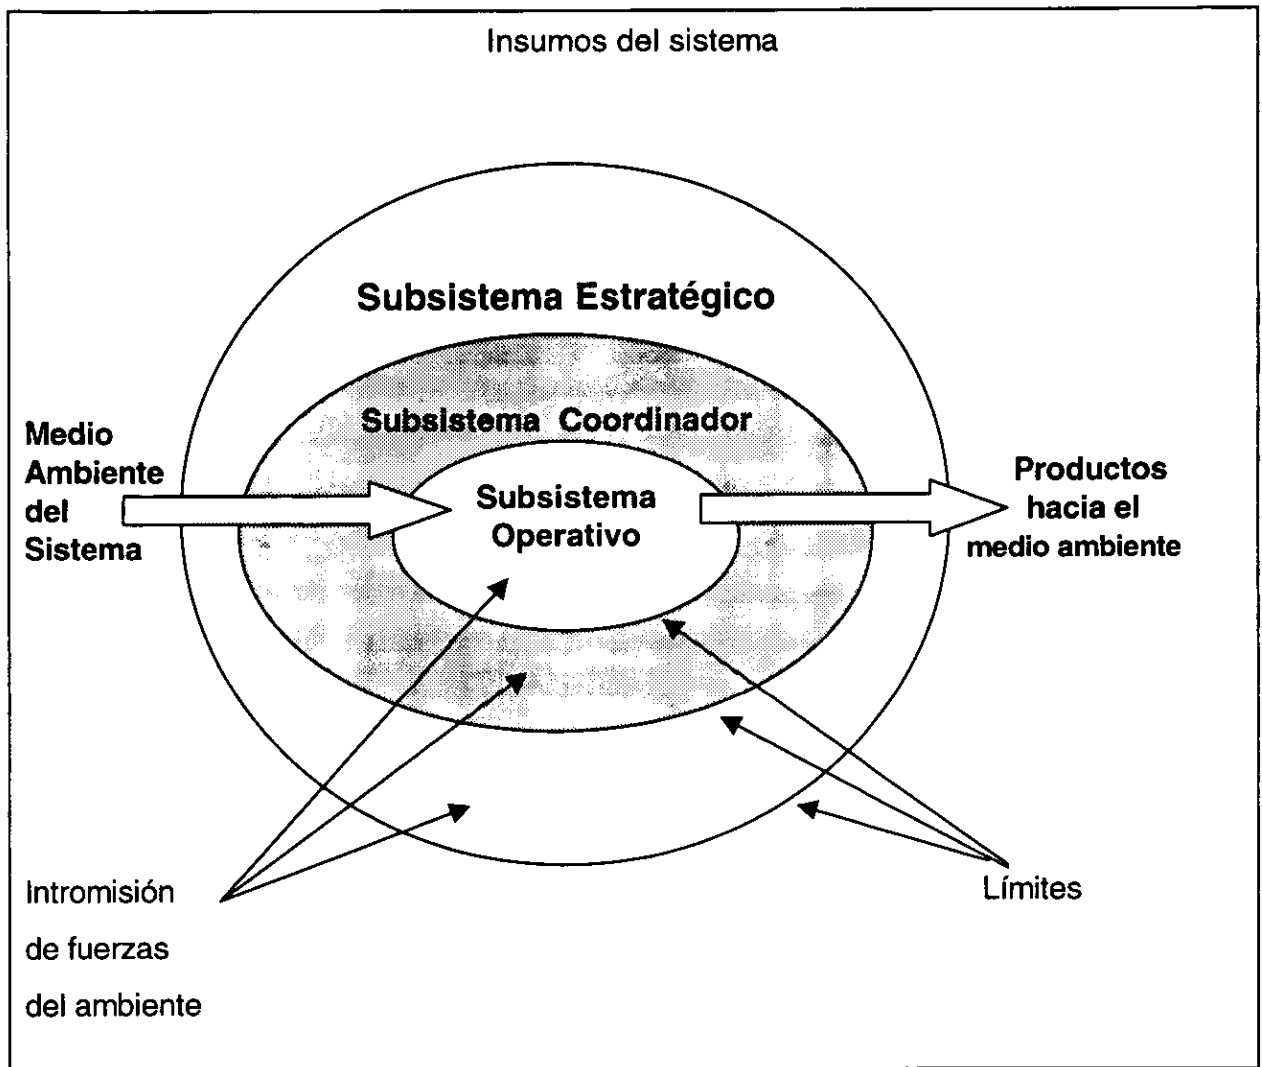 Insumos del sistema
Subsistema Estratégico
Subsistema Coordinador
Medio
Ambiente
del
Sistema
Subsistema
Operativo
Productos
hacia el
medio ambiente
Intromisión
de fuerzas
del ambiente
Límites